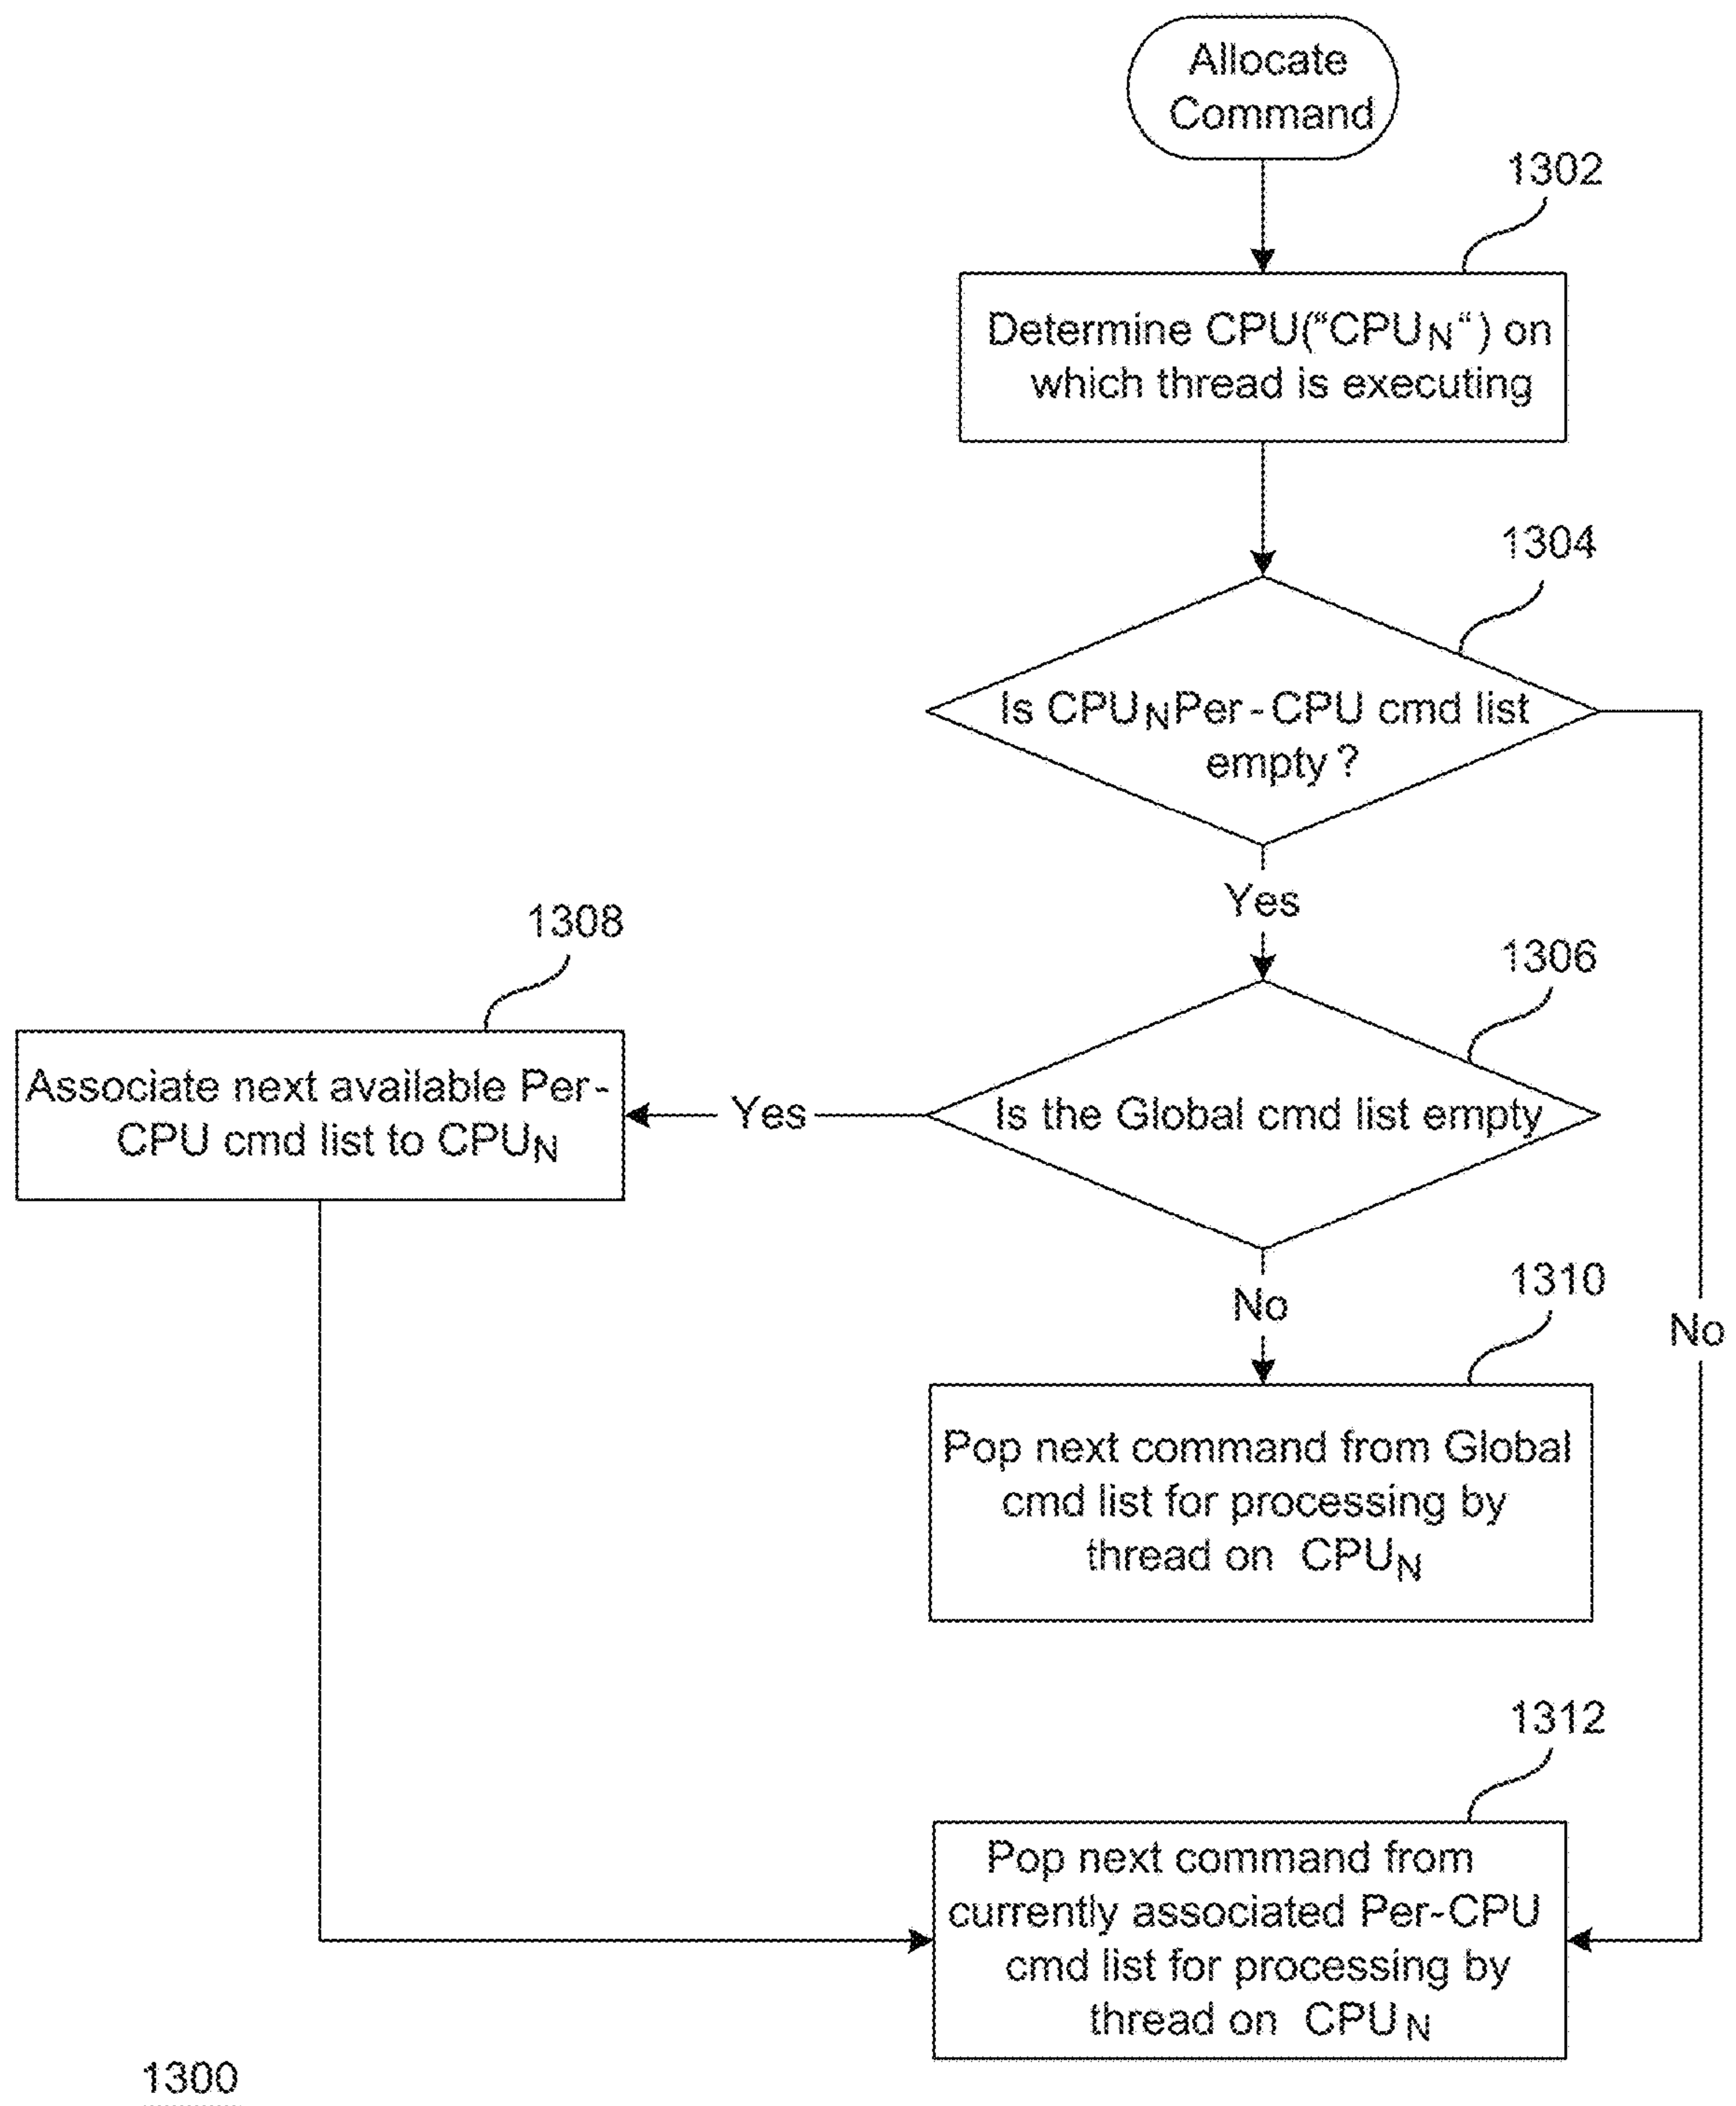 Allocate
Command
1302
Determine CPU(“CPUN“) on
which thread is executing
1304
Is CPUNPer-CPU cmd list
empty?
Yes
1308
1306
Associate next available Per-
CPU cmd list to CPUN
Yes
Is the Global cmd list empty
No
1310
No
Pop next command from Global
cmd list for processing by
thread on CPUN
1312
Pop next command from
currently associated Per-CPU
cmd list for processing by
thread on CPUN
1300